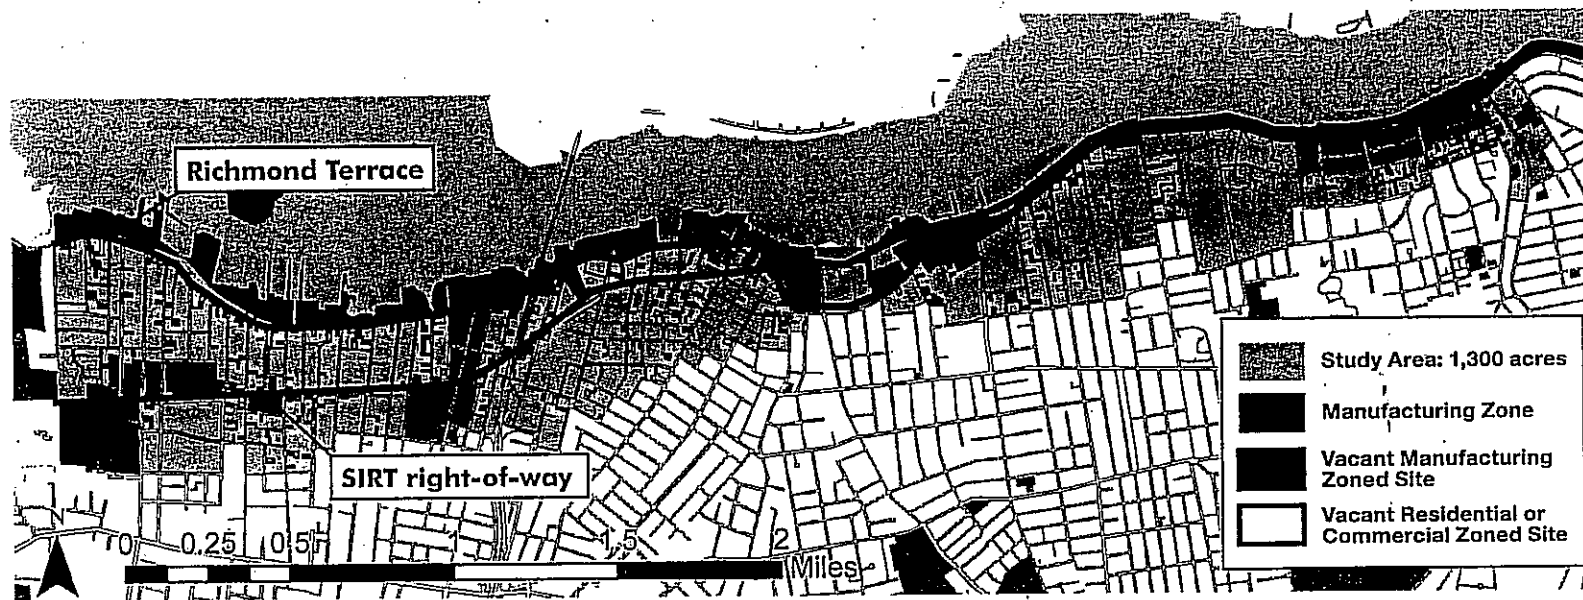 Richmond Terrace
Study Area: 1,300 acres
Manufacturing Zone
Vacant Manufacturing
Zoned Site
SIRT right-of-way
Vacant Residential or
Commercial Zoned Site
0 0.25 0.5 1 1.5 2
Miles